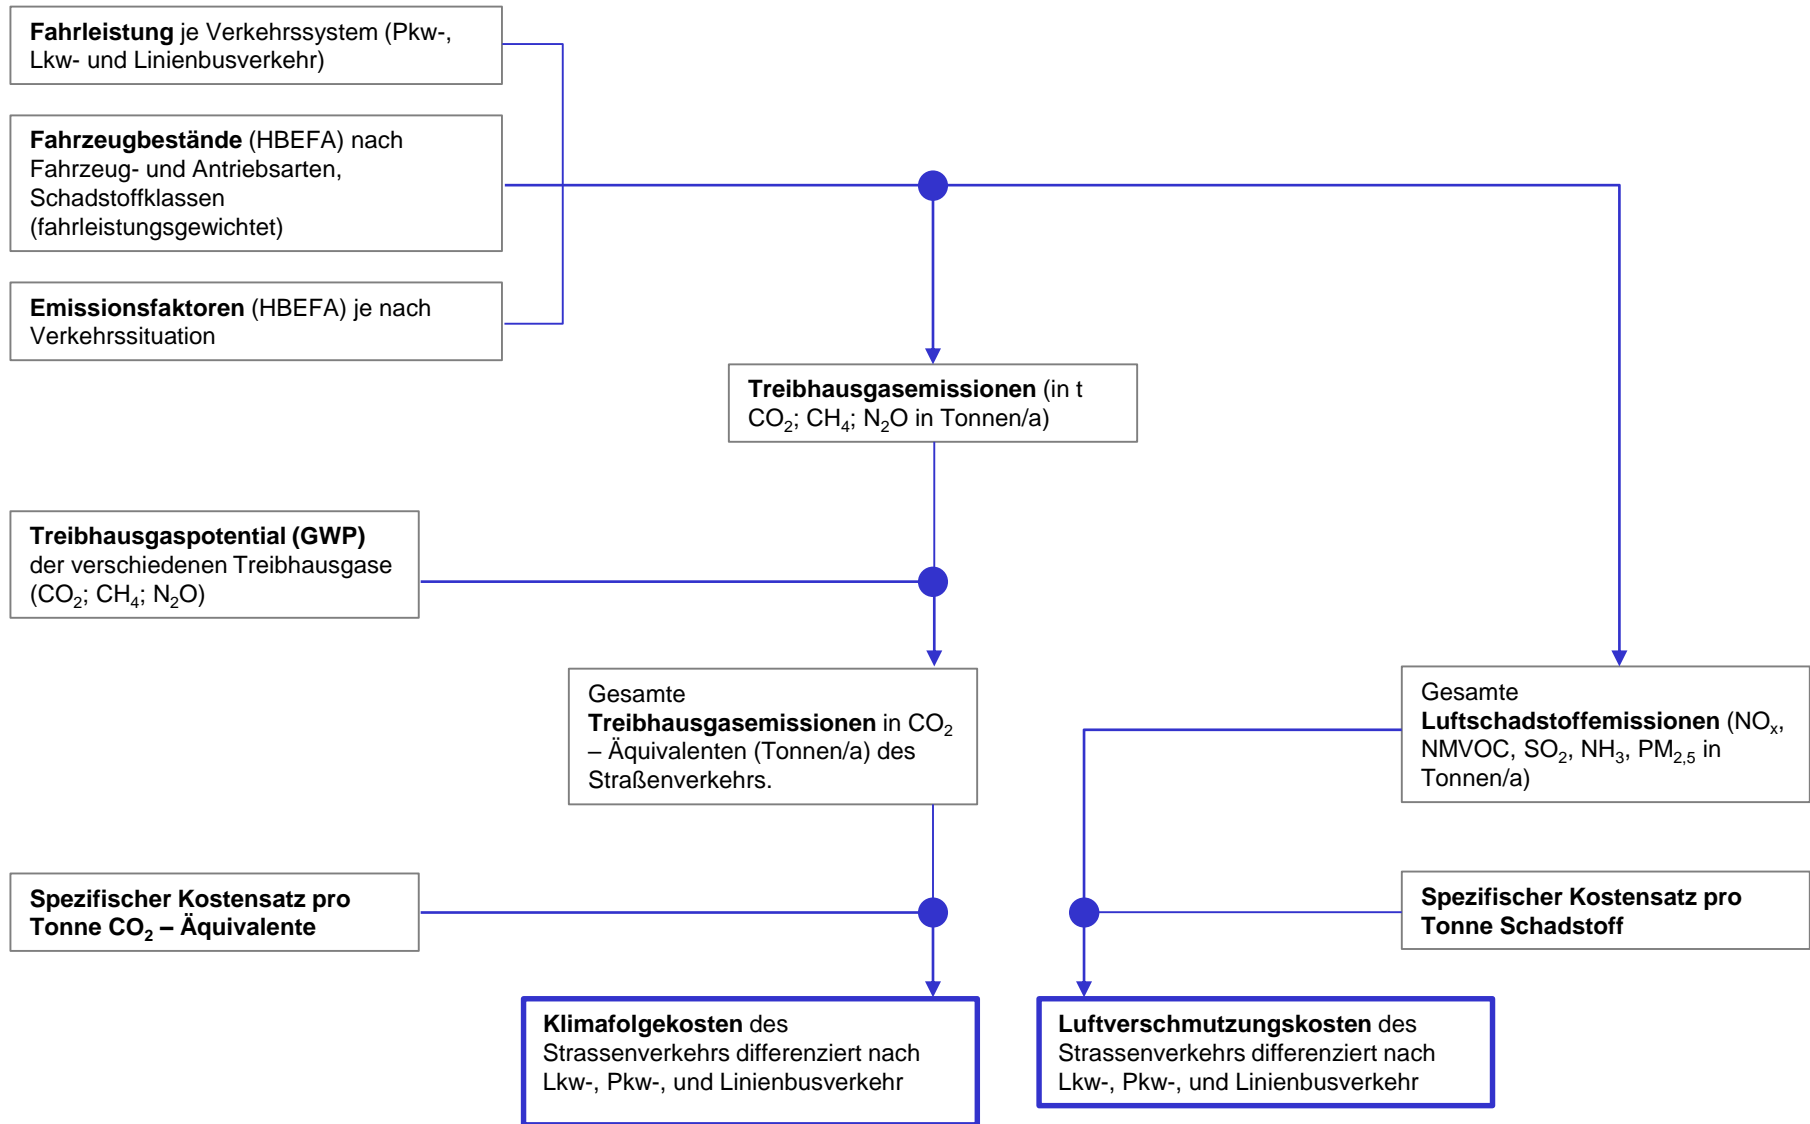 Fahrleistung je Verkehrssystem (Pkw-,
Lkw- und Linienbusverkehr)
Fahrzeugbestände (HBEFA) nach
Fahrzeug- und Antriebsarten,
Schadstoffklassen
(fahrleistungsgewichtet)
Emissionsfaktoren (HBEFA) je nach
Verkehrssituation
Treibhausgasemissionen (in t
CO₂; CH₄; N₂O in Tonnen/a)
Treibhausgaspotential (GWP)
der verschiedenen Treibhausgase
(CO₂; CH₄; N₂O)
Gesamte
Treibhausgasemissionen in CO₂
– Äquivalenten (Tonnen/a) des
Straßenverkehrs.
Gesamte
Luftschadstoffemissionen (NOₓ,
NMVOC, SO₂, NH₃, PM₂,₅ in
Tonnen/a)
Spezifischer Kostensatz pro
Tonne CO₂ – Äquivalente
Spezifischer Kostensatz pro
Tonne Schadstoff
Klimafolgekosten des
Strassenverkehrs differenziert nach
Lkw-, Pkw-, und Linienbusverkehr
Luftverschmutzungskosten des
Strassenverkehrs differenziert nach
Lkw-, Pkw-, und Linienbusverkehr